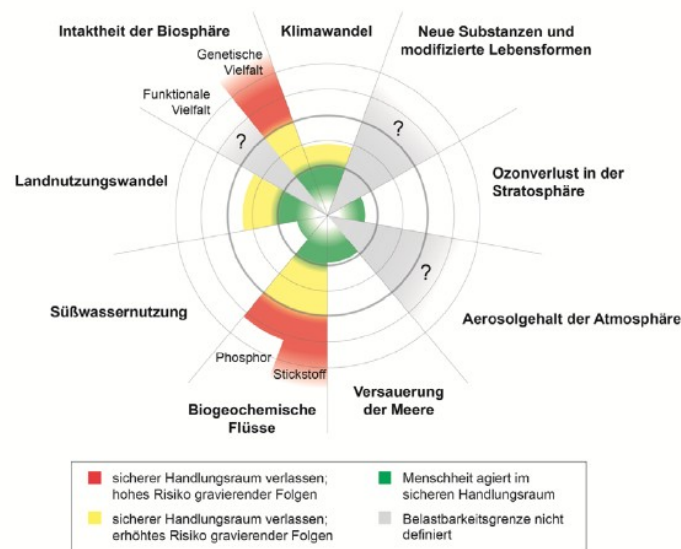 Intaktheit der Biosphäre
Klimawandel
Neue Substanzen und
modifizierte Lebensformen
Genetische
Vielfalt
Funktionale
Vielfalt
?
?
Landnutzungswandel
Ozonverlust in der
Stratosphäre
?
Süßwassernutzung
Aerosolgehalt der Atmosphäre
Phosphor
Stickstoff
Biogeochemische
Flüsse
Versauerung
der Meere
sicherer Handlungsraum verlassen;
hohes Risiko gravierender Folgen
Menschheit agiert im
sicheren Handlungsraum
sicherer Handlungsraum verlassen;
erhöhtes Risiko gravierender Folgen
Belastbarkeitsgrenze nicht
definiert